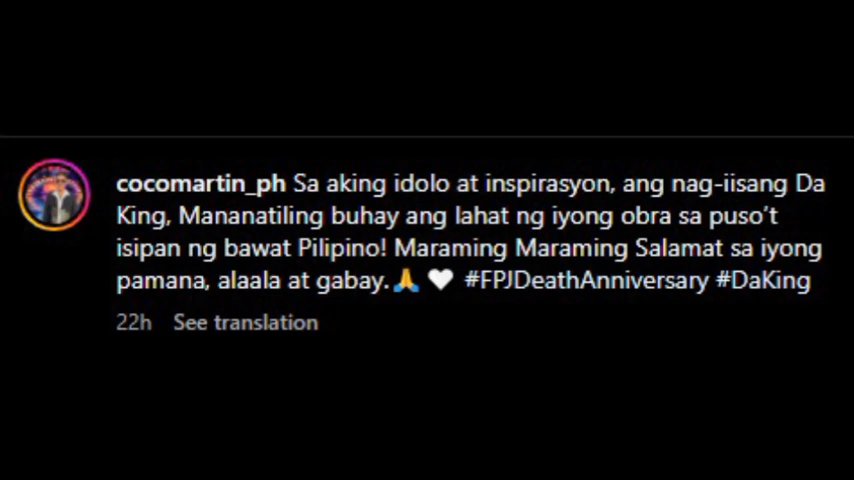 cocomartin_ph Sa aking idolo at inspirasyon, ang nag-iisang Da
King, Mananatiling buhay ang lahat ng iyong obra sa puso't
isipan ng bawat Pilipino! Maraming Maraming Salamat sa iyong
pamana, alaala at gabay.🙏 🤍 #FPJDeathAnniversary #DaKing
22h See translation